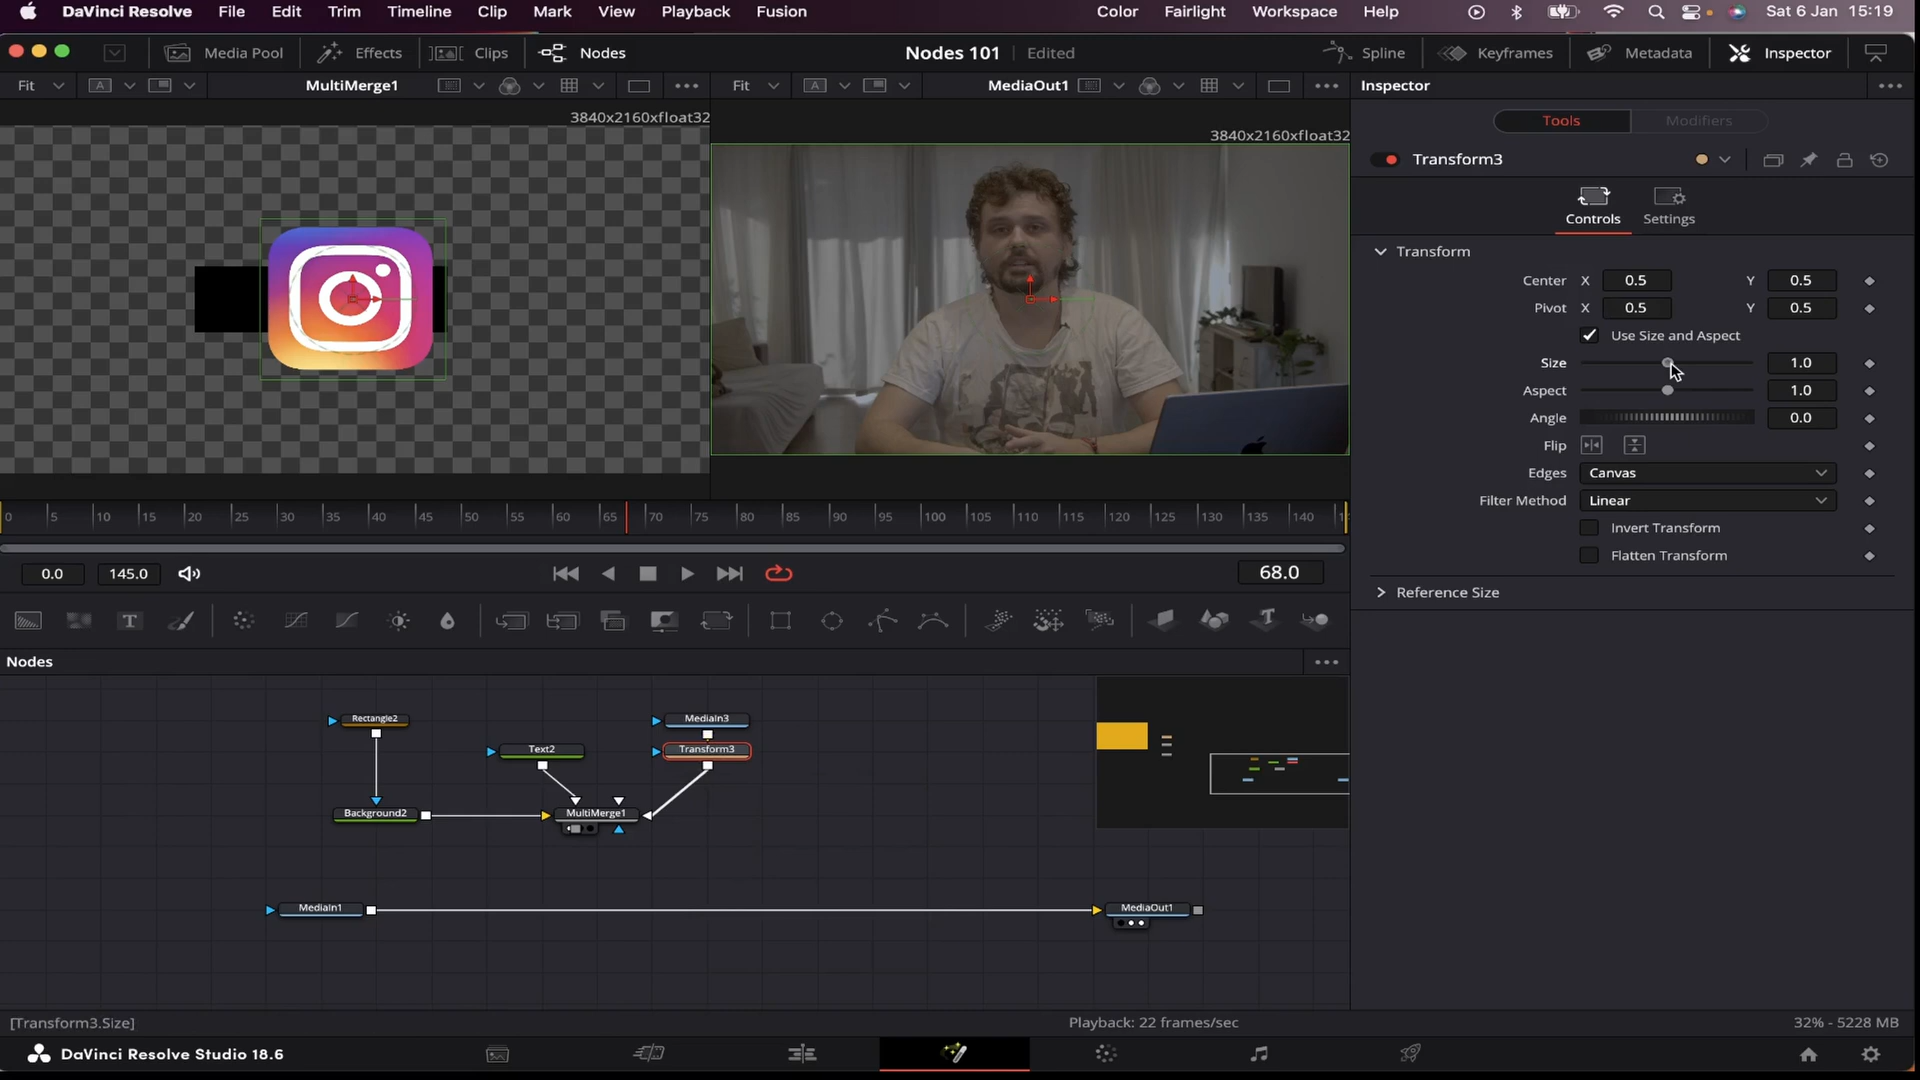 DaVinci Resolve File Edit Trim Timeline Clip Mark View Playback Fusion Color Fairlight Workspace Help Sat 6 Jan 15:19
Media Pool Effects Clips Nodes Nodes 101 Edited Spline Keyframes Metadata Inspector
Fit A MultiMerge1 Fit A MediaOut1 Inspector
3840x2160xfloat32
3840x2160xfloat32
Tools Modifiers
Transform3
Controls Settings
Transform
Center X 0.5 Y 0.5
Pivot X 0.5 Y 0.5
Use Size and Aspect
Size 1.0
Aspect 1.0
Angle 0.0
Flip
Edges Canvas
Filter Method Linear
Invert Transform
Flatten Transform
Reference Size
0 5 10 15 20 25 30 35 40 45 50 55 60 65 70 75 80 85 90 95 100 105 110 115 120 125 130 135 140
0.0 145.0 68.0
T T
Nodes
Rectangle2 MediaIn3
Text2 Transform3
Background2 MultiMerge1
MediaIn1 MediaOut1
[Transform3.Size] Playback: 22 frames/sec 32% - 5228 MB
DaVinci Resolve Studio 18.6